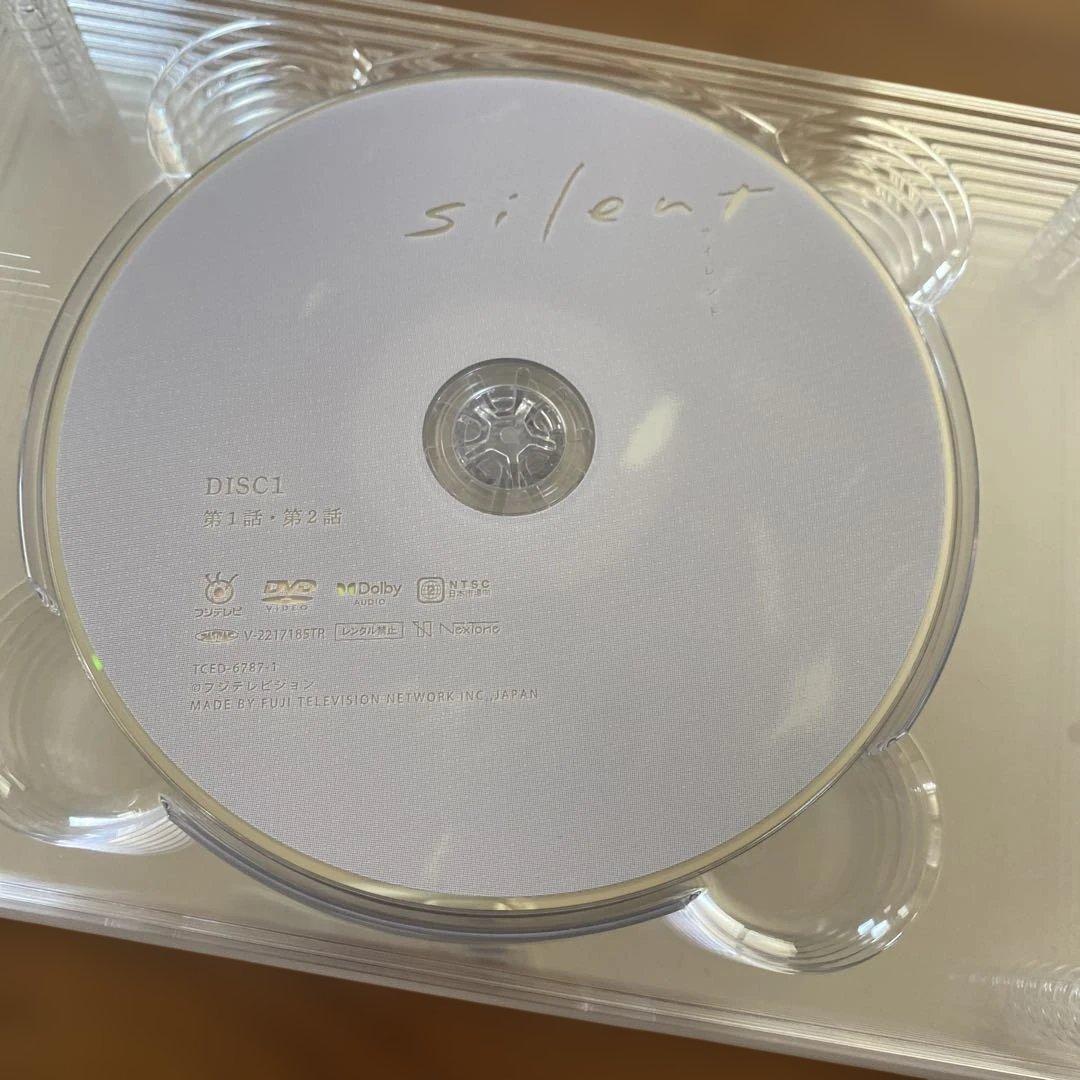 silent
サイレント
DISC1
第1話・第2話
フジテレビ DVD VIDEO Dolby AUDIO 2 NTSC 日本市場向
V-2217185TR レンタル禁止 NexTone
TCED-6787-1
©フジテレビジョン
MADE BY FUJI TELEVISION NETWORK INC.,JAPAN